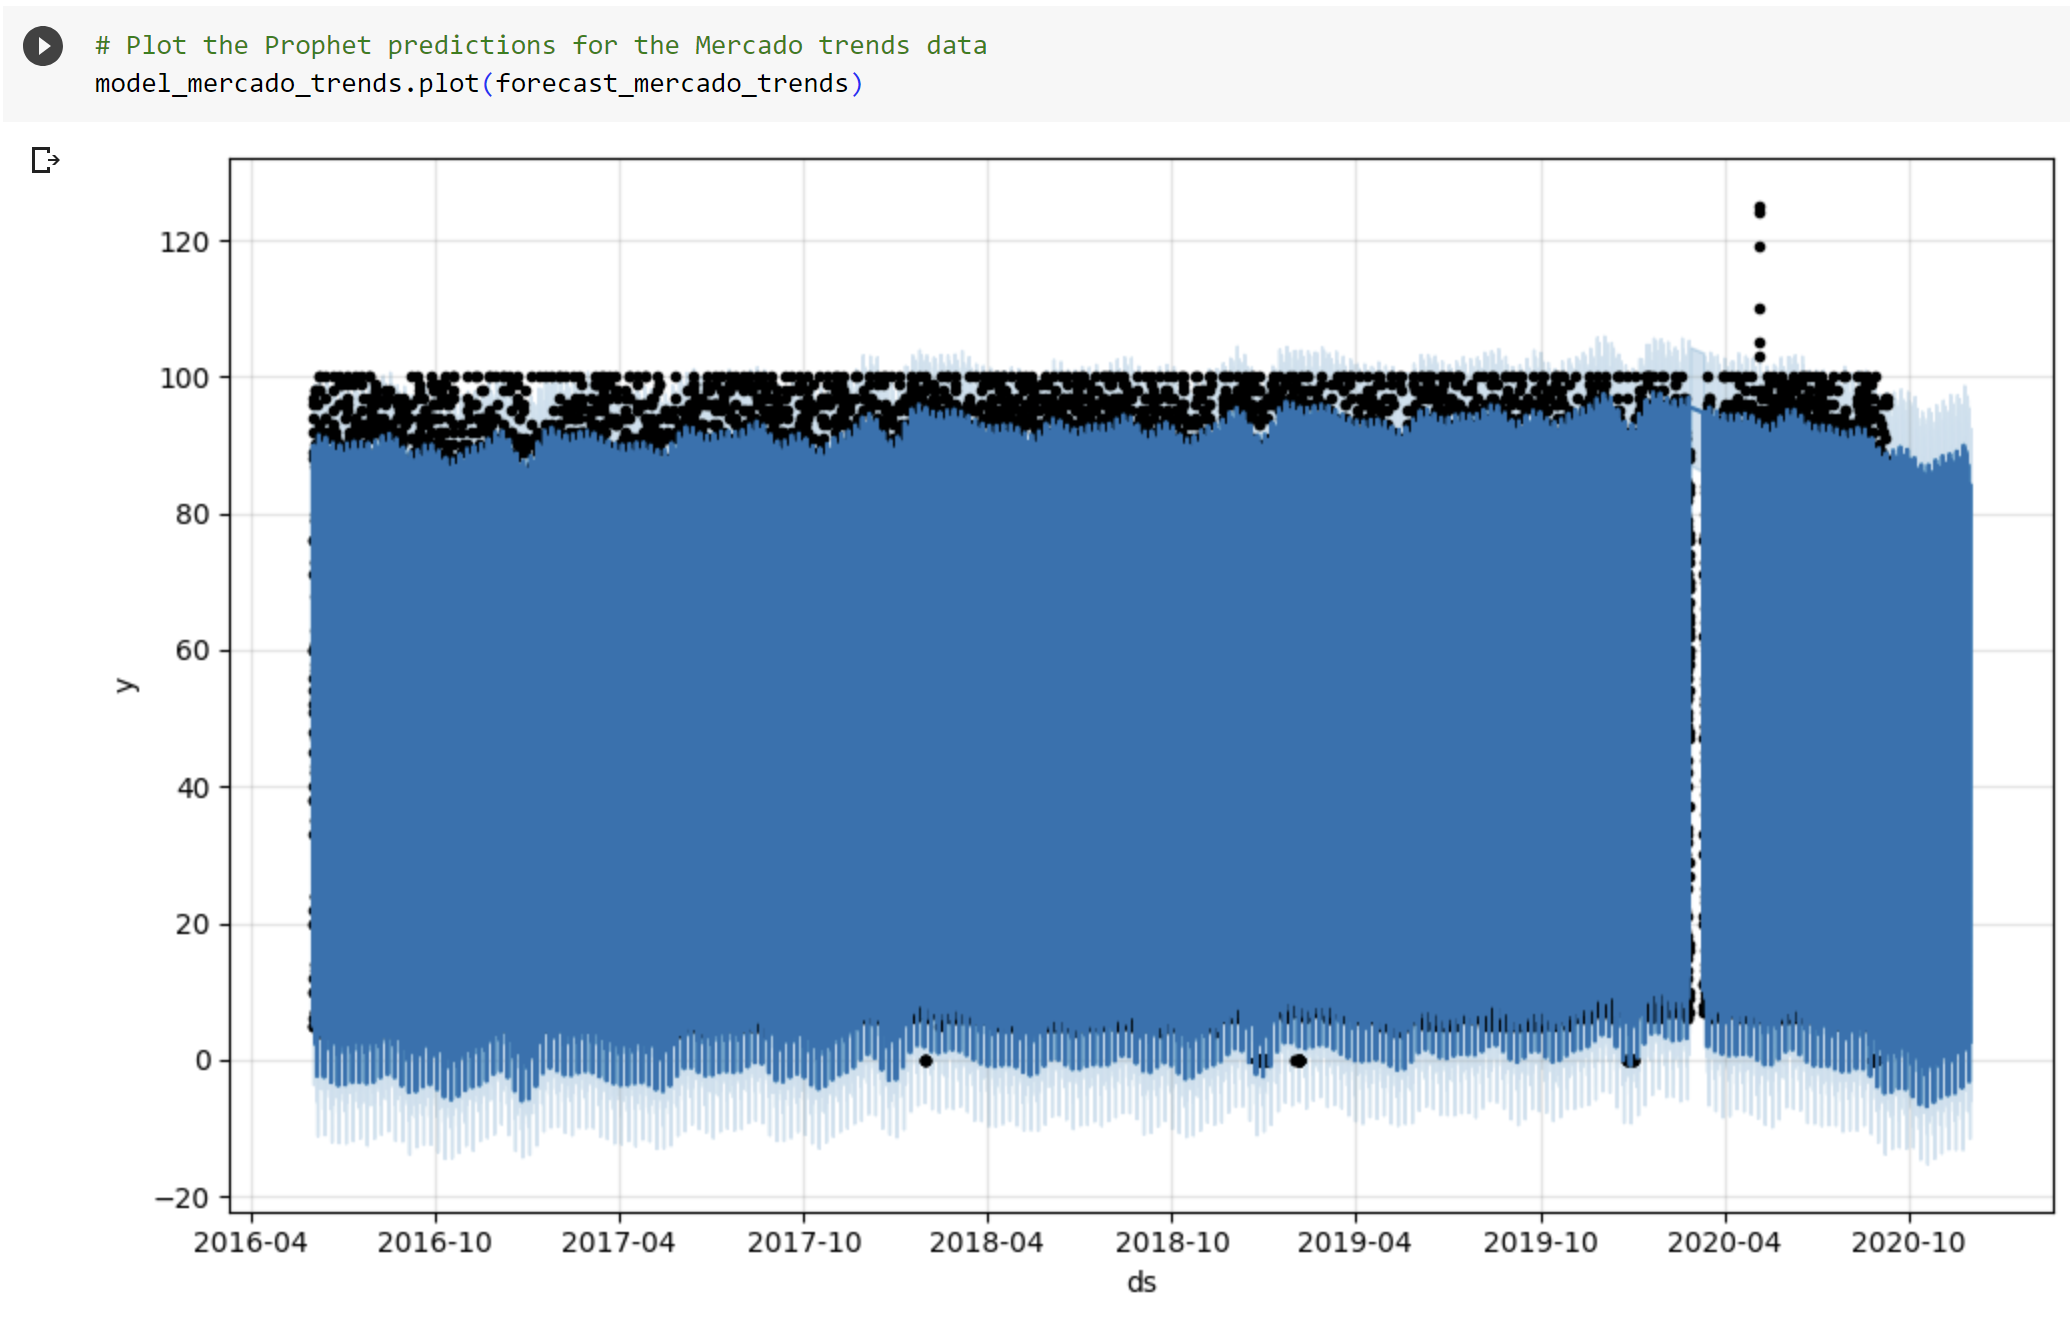 # Plot the Prophet predictions for the Mercado trends data
model_mercado_trends.plot(forecast_mercado_trends)
120
100
80
60
40
20
0
−20
y
2016-04 2016-10 2017-04 2017-10 2018-04 2018-10 2019-04 2019-10 2020-04 2020-10
ds